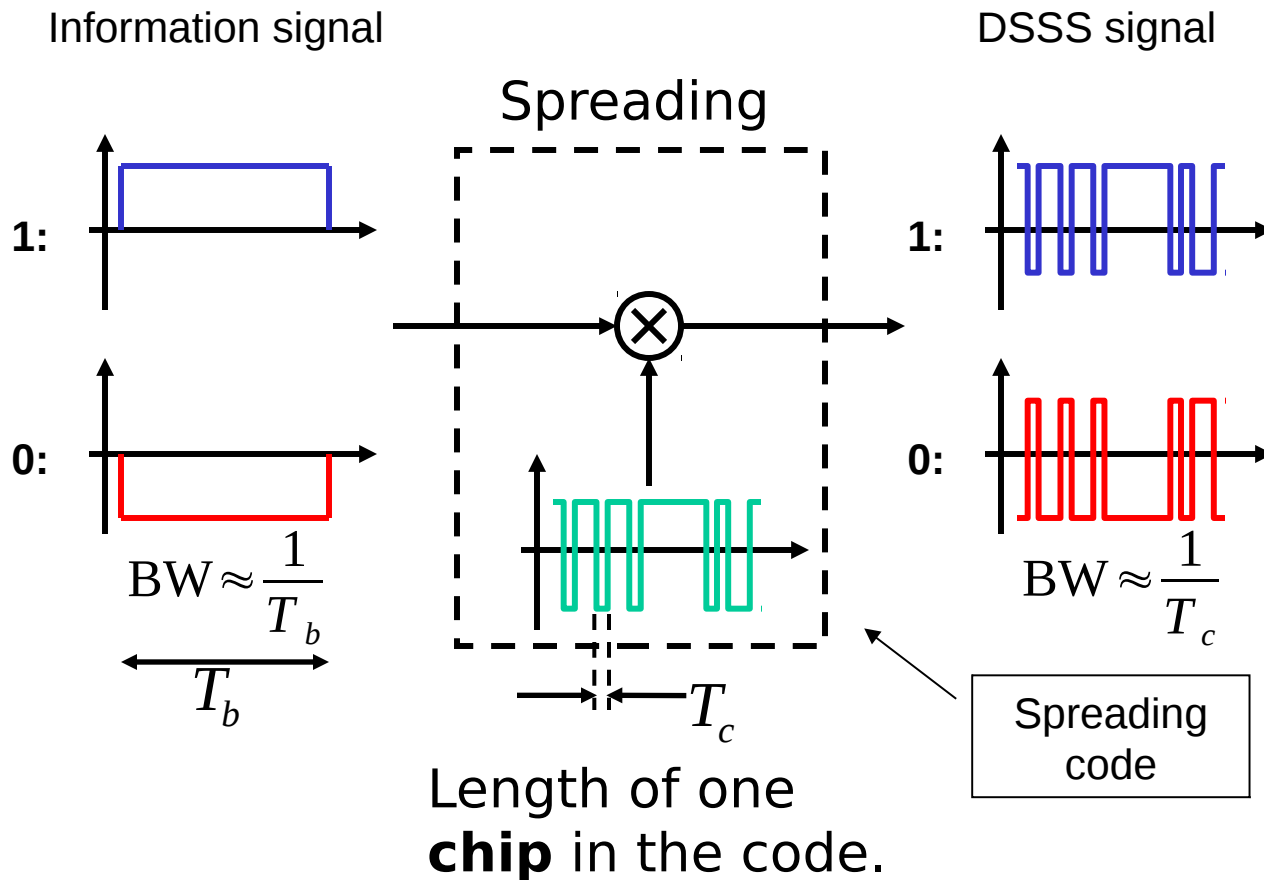 Information signal
DSSS signal
Spreading
1:
1:
0:
0:
BW ≈ 1/T_b
BW ≈ 1/T_c
T_b
T_c
Spreading
code
Length of one
chip in the code.